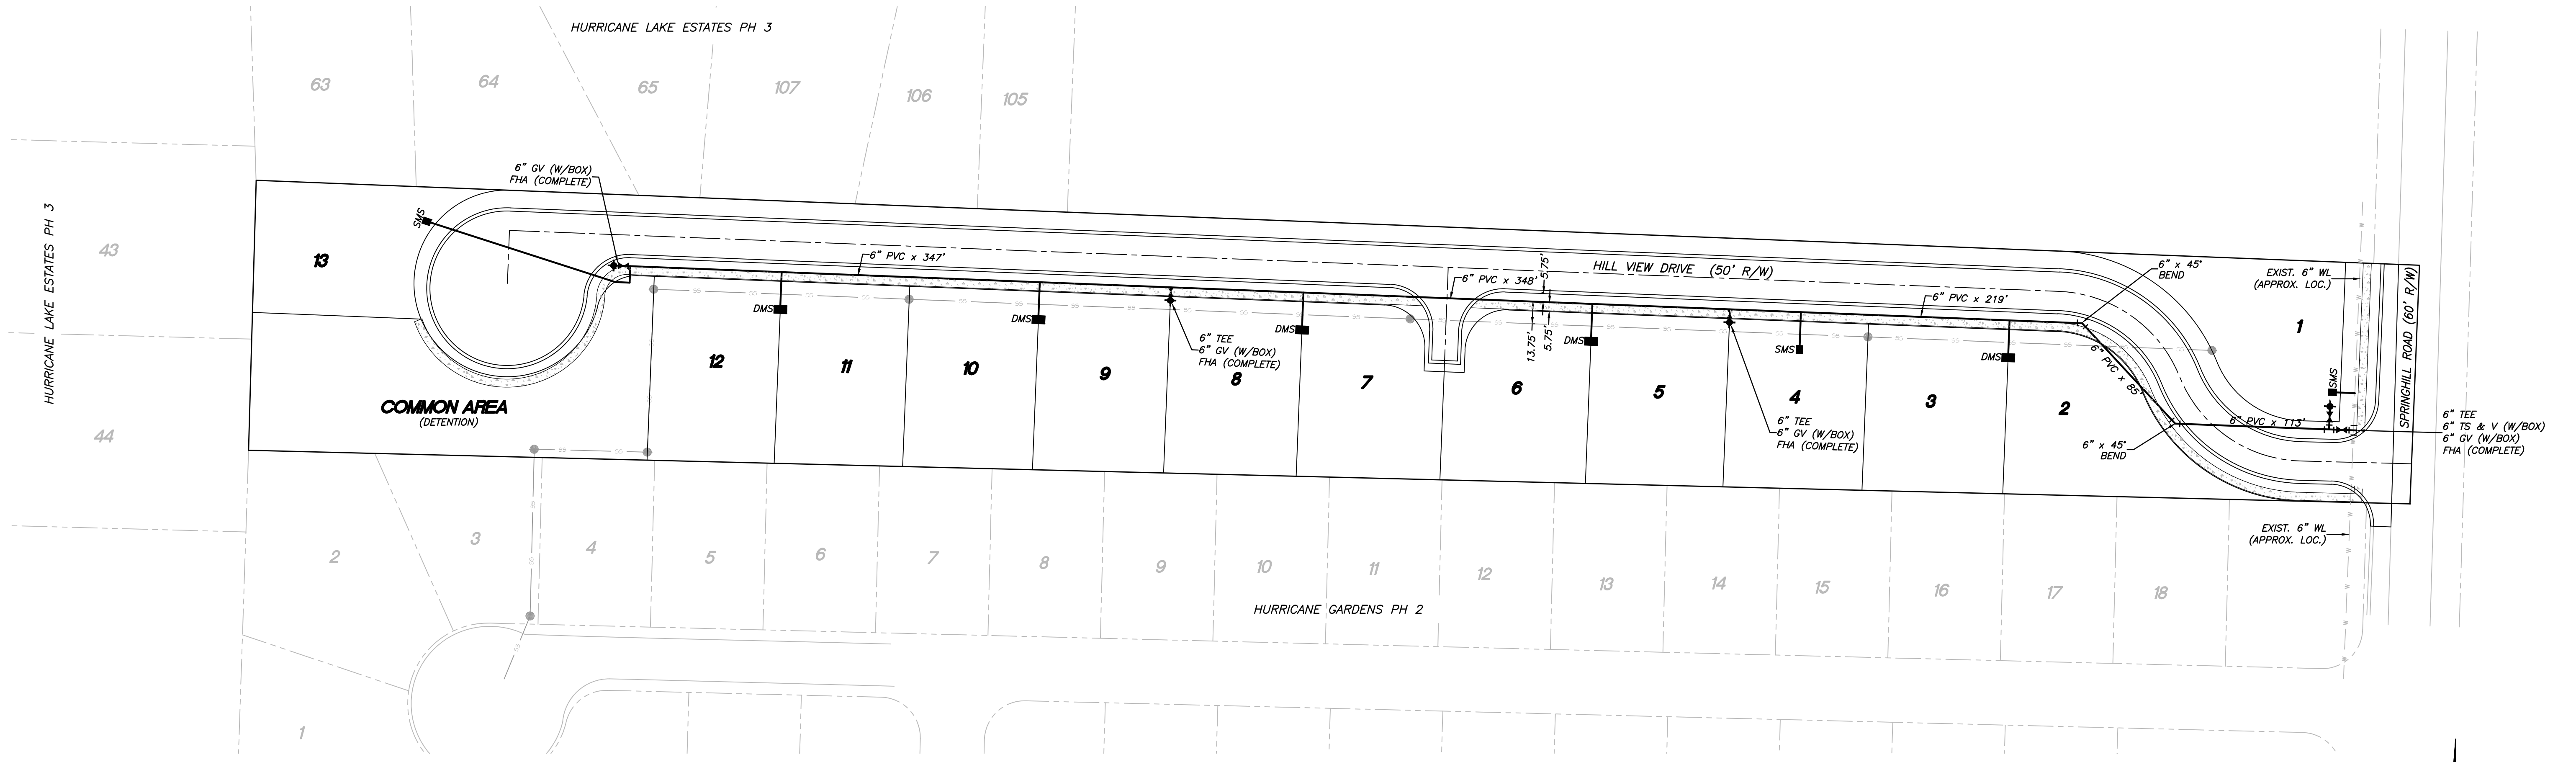 HURRICANE LAKE ESTATES PH 3
63
64
65
107
106
105
HURRICANE LAKE ESTATES PH 3
43
44
13
SMS
6" GV (W/BOX)
FHA (COMPLETE)
6" PVC x 347'
6" PVC x 348'
5.75'
HILL VIEW DRIVE (50' R/W)
6" PVC x 219'
6" x 45°
BEND
EXIST. 6" WL
(APPROX. LOC.)
SPRINGHILL ROAD (60' R/W)
1
SMS
13.75'
5.75'
DMS
DMS
DMS
DMS
SMS
DMS
6" TEE
6" GV (W/BOX)
FHA (COMPLETE)
12
11
10
9
8
7
6
5
4
3
2
6" PVC x 85'
6" PVC x 113'
6" TEE
6" TS & V (W/BOX)
6" GV (W/BOX)
FHA (COMPLETE)
6" TEE
6" GV (W/BOX)
FHA (COMPLETE)
6" x 45°
BEND
COMMON AREA
(DETENTION)
EXIST. 6" WL
(APPROX. LOC.)
2
3
4
5
6
7
8
9
10
11
12
13
14
15
16
17
18
HURRICANE GARDENS PH 2
1